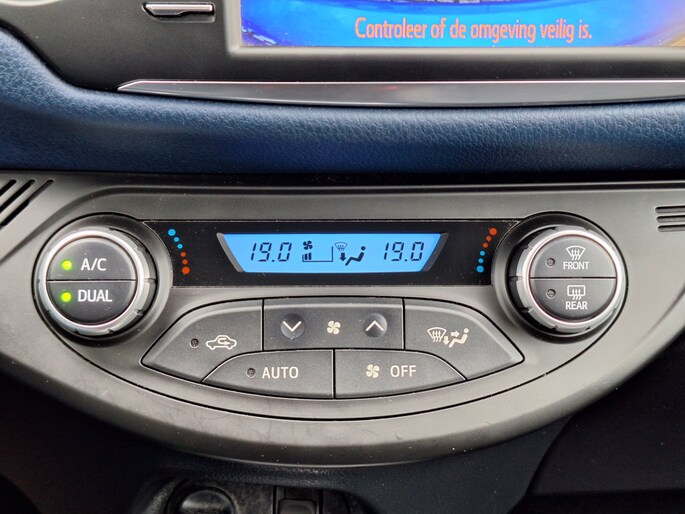 Controleer of de omgeving veilig is.
A/C
DUAL
19.0 19.0
FRONT
REAR
AUTO
OFF